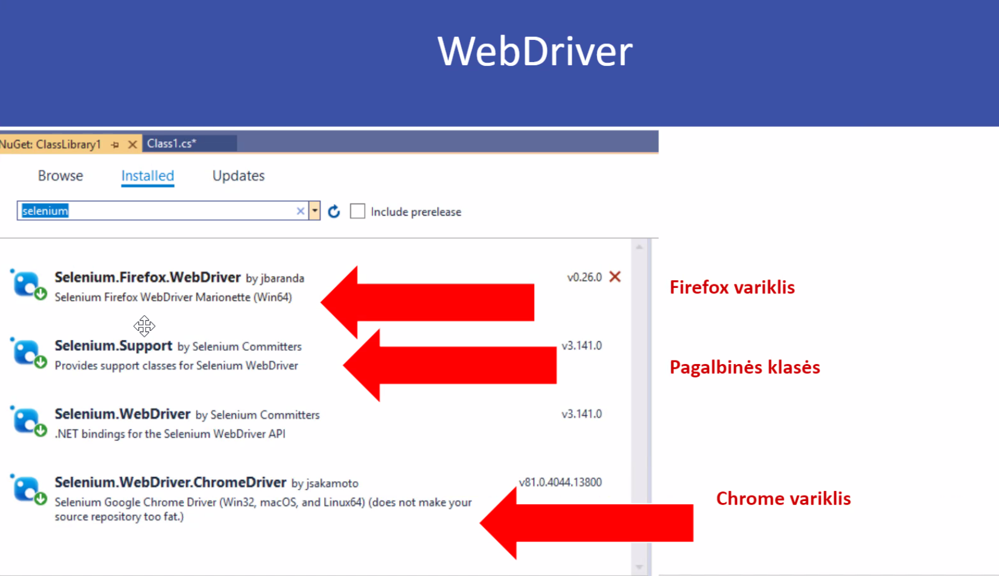 WebDriver
NuGet: ClassLibrary1
Class1.cs*
Browse
Installed
Updates
selenium
Include prerelease
Selenium.Firefox.WebDriver by jbaranda
v0.26.0
Selenium Firefox WebDriver Marionette (Win64)
Firefox variklis
Selenium.Support by Selenium Committers
v3.141.0
Provides support classes for Selenium WebDriver
Pagalbinės klasės
Selenium.WebDriver by Selenium Committers
v3.141.0
.NET bindings for the Selenium WebDriver API
Selenium.WebDriver.ChromeDriver by jsakamoto
v81.0.4044.13800
Selenium Google Chrome Driver (Win32, macOS, and Linux64) (does not make your
source repository too fat.)
Chrome variklis